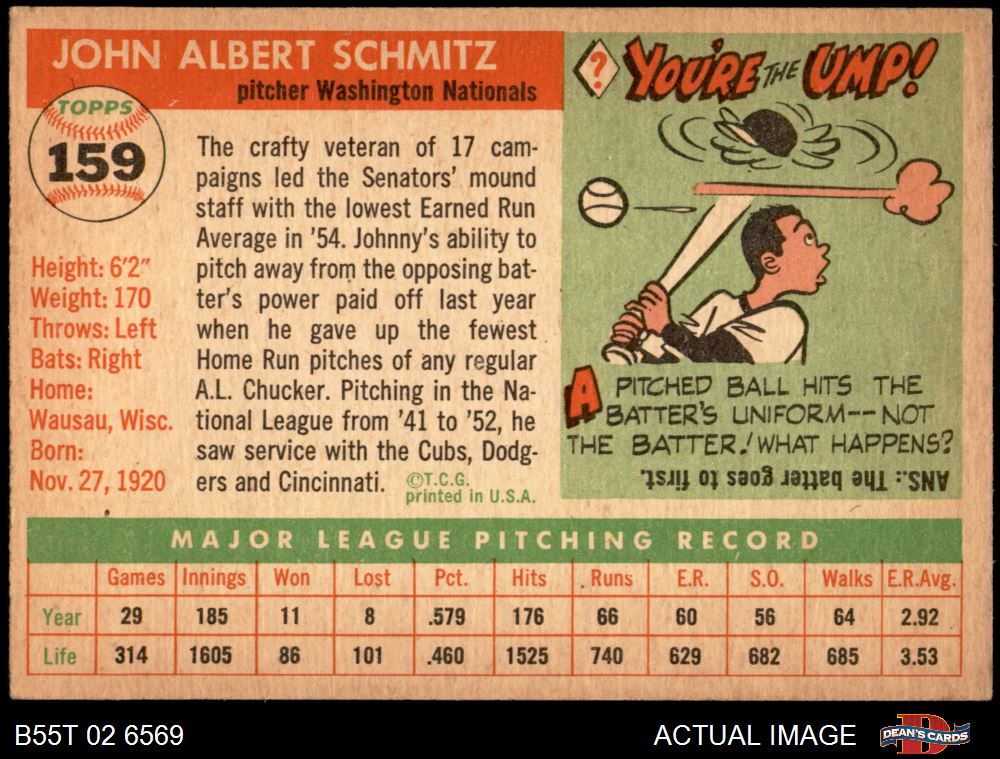 JOHN ALBERT SCHMITZ
pitcher Washington Nationals
TOPPS
159
Height: 6'2"
Weight: 170
Throws: Left
Bats: Right
Home:
Wausau, Wisc.
Born:
Nov. 27, 1920
The crafty veteran of 17 cam-
paigns led the Senators' mound
staff with the lowest Earned Run
Average in '54. Johnny's ability to
pitch away from the opposing bat-
ter's power paid off last year
when he gave up the fewest
Home Run pitches of any regular
A.L. Chucker. Pitching in the Na-
tional League from '41 to '52, he
saw service with the Cubs, Dodg-
ers and Cincinnati.
©T.C.G.
printed in U.S.A.
? YOU'RE THE UMP!
A PITCHED BALL HITS THE
BATTER'S UNIFORM--NOT
THE BATTER! WHAT HAPPENS?
ANS.: The batter goes to first.
MAJOR LEAGUE PITCHING RECORD
Games Innings Won Lost Pct. Hits Runs E.R. S.O. Walks E.R.Avg.
Year 29 185 11 8 .579 176 66 60 56 64 2.92
Life 314 1605 86 101 .460 1525 740 629 682 685 3.53
B55T 02 6569
ACTUAL IMAGE
D
DEAN'S CARDS